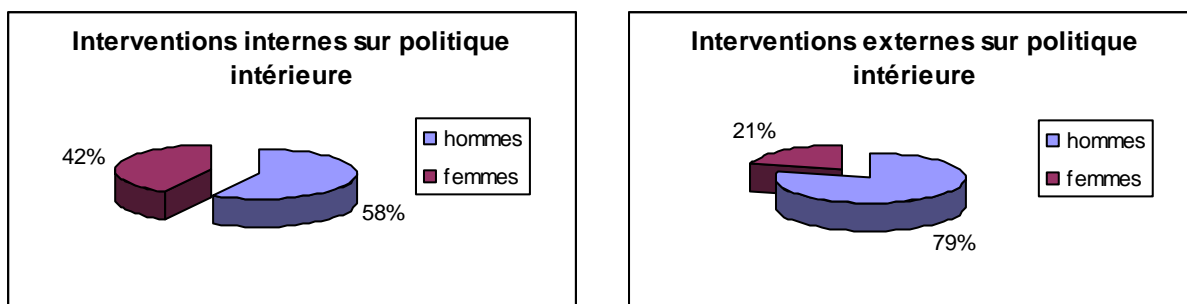 Interventions internes sur politique
intérieure
42%
58%
hommes
femmes
Interventions externes sur politique
intérieure
21%
79%
hommes
femmes